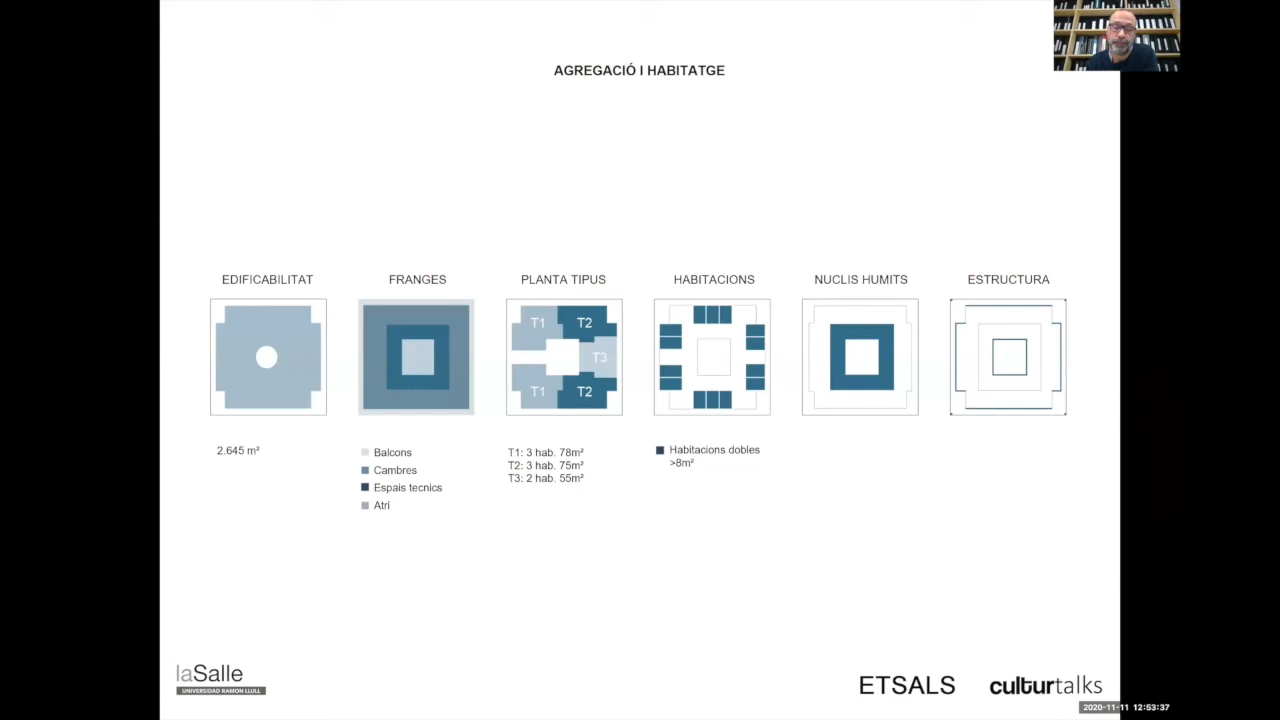 AGREGACIÓ I HABITATGE
EDIFICABILITAT
FRANGES
PLANTA TIPUS
HABITACIONS
NUCLIS HUMITS
ESTRUCTURA
T1
T2
T3
T1
T2
2.645 m²
Balcons
Cambres
Espais tecnics
Atri
T1: 3 hab. 78m²
T2: 3 hab. 75m²
T3: 2 hab. 55m²
Habitacions dobles
>8m²
laSalle
UNIVERSIDAD RAMON LLULL
ETSALS
culturtalks
2020-11-11 12:53:37